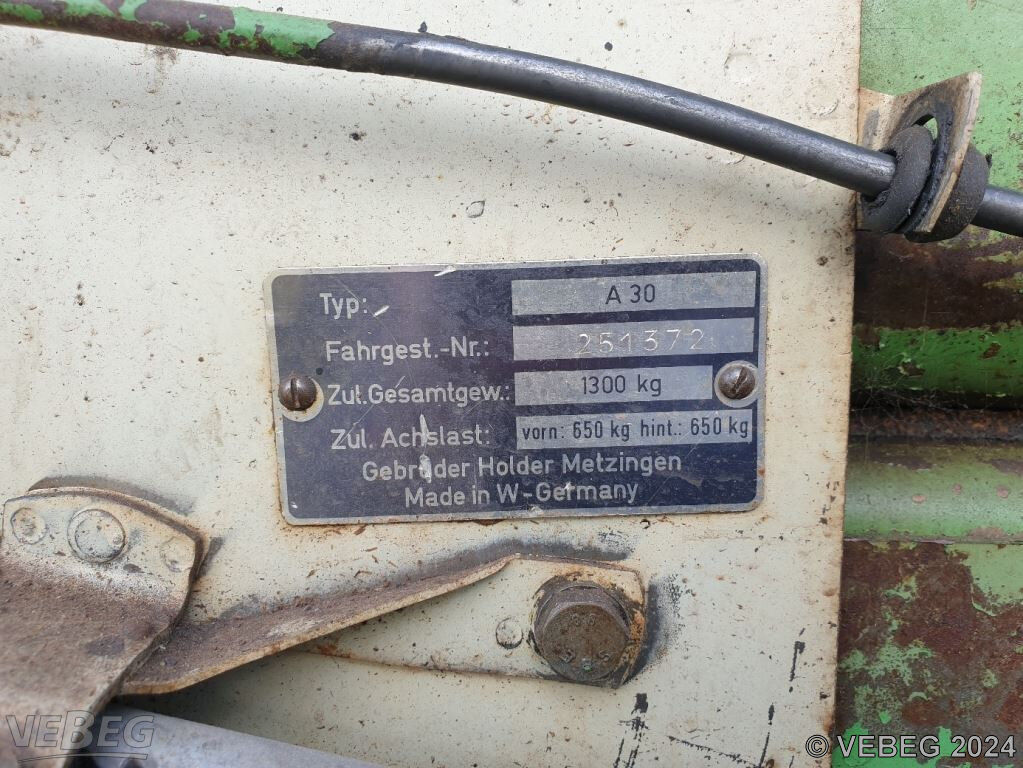 Typ: A 30
Fahrgest.-Nr.: 251372
Zul.Gesamtgew.: 1300 kg
Zul. Achslast: vorn: 650 kg hint.: 650 kg
Gebrüder Holder Metzingen
Made in W-Germany
VEBEG
© VEBEG 2024